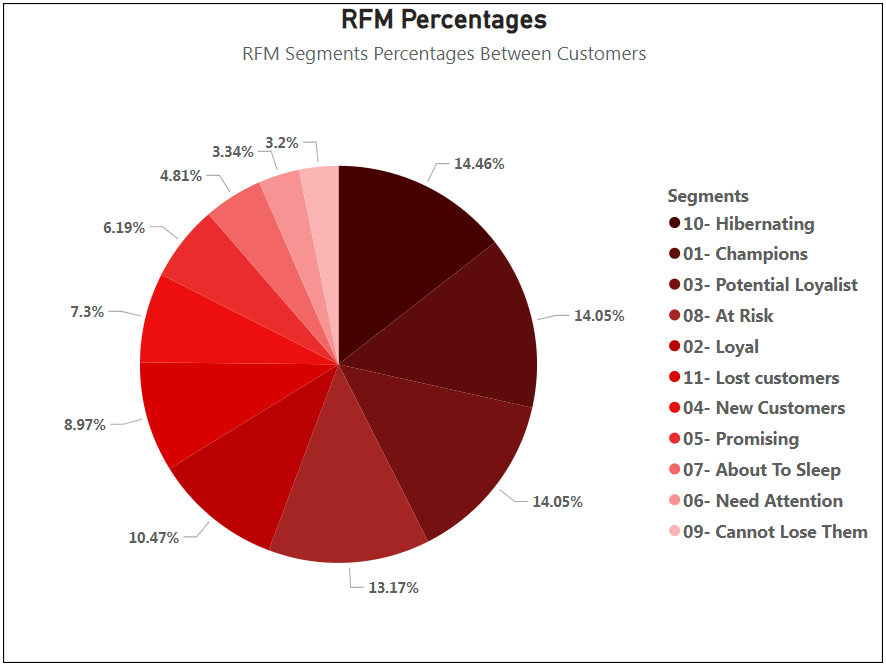 RFM Percentages
RFM Segments Percentages Between Customers
3.2%
3.34%
14.46%
4.81%
6.19%
7.3%
14.05%
8.97%
14.05%
10.47%
13.17%
Segments
10- Hibernating
01- Champions
03- Potential Loyalist
08- At Risk
02- Loyal
11- Lost customers
04- New Customers
05- Promising
07- About To Sleep
06- Need Attention
09- Cannot Lose Them